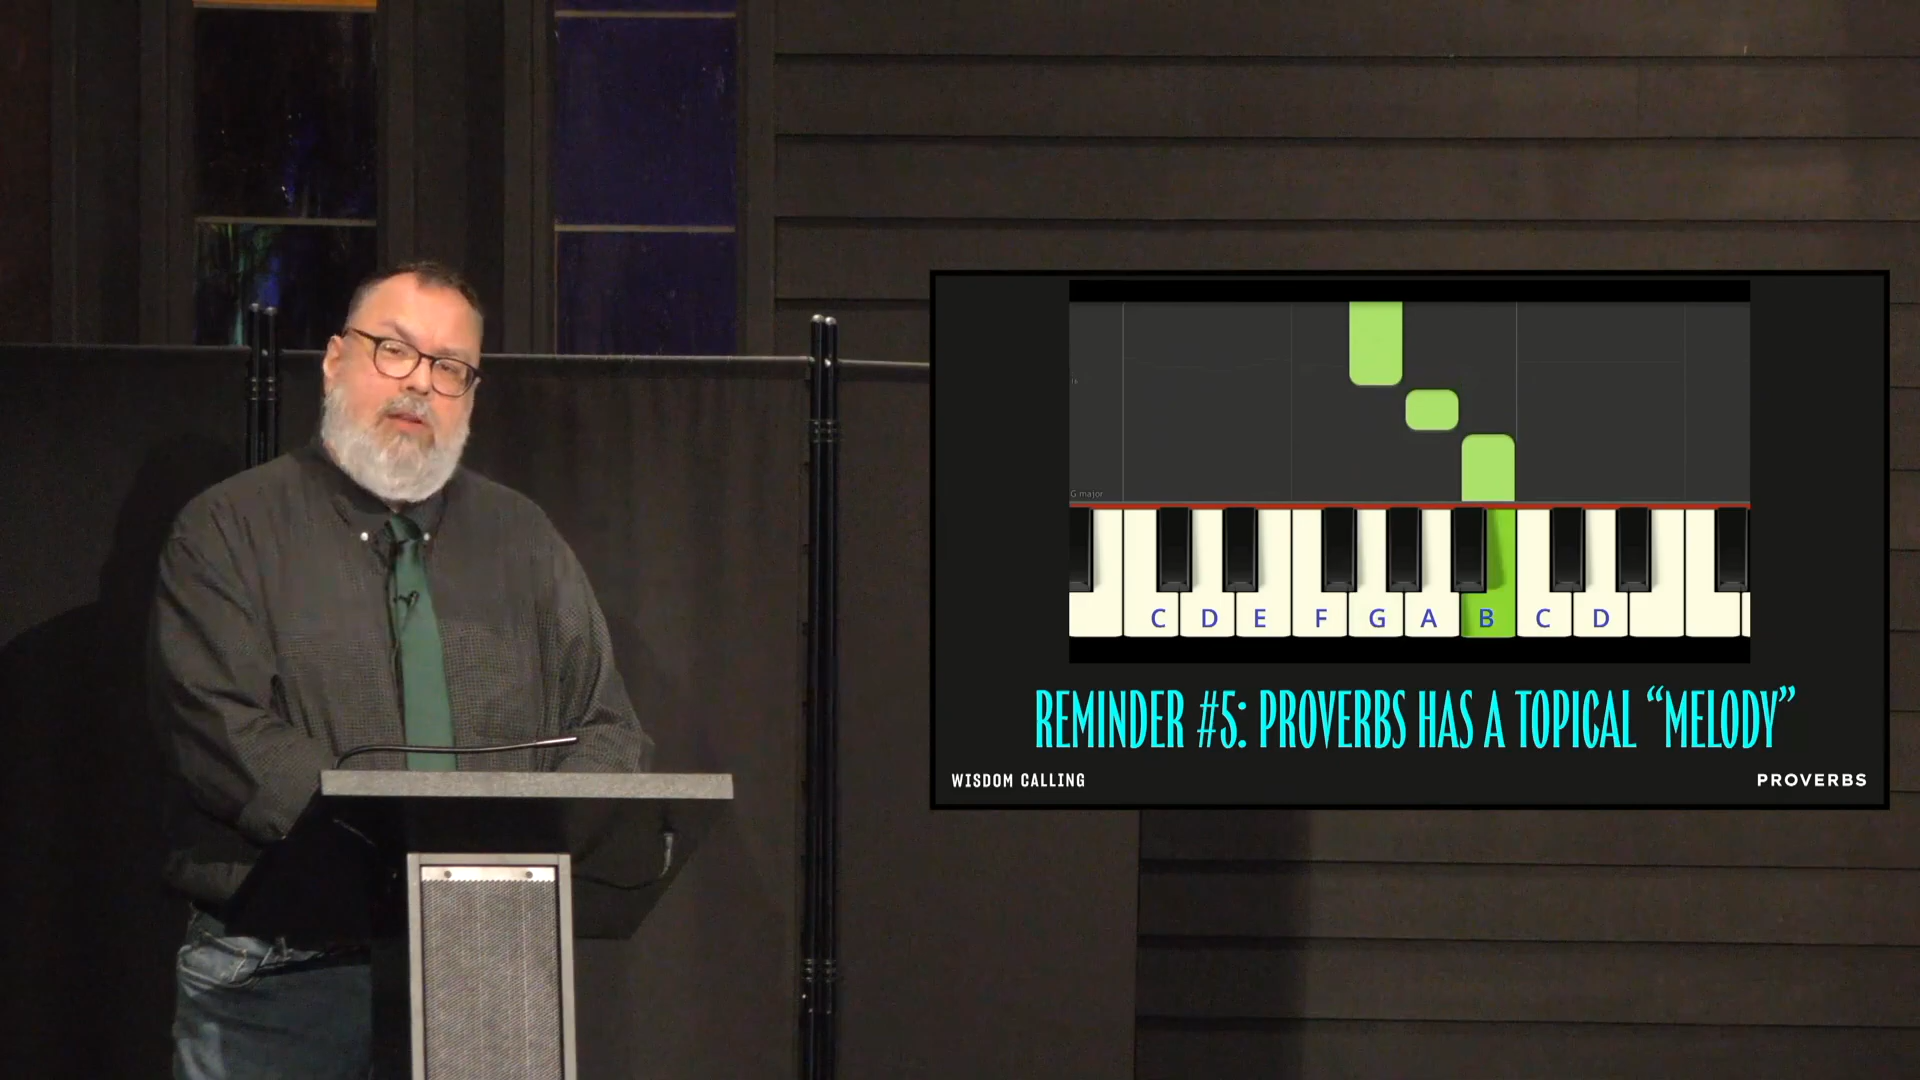 G major
C D E F G A B C D
REMINDER #5: PROVERBS HAS A TOPICAL “MELODY”
WISDOM CALLING
PROVERBS